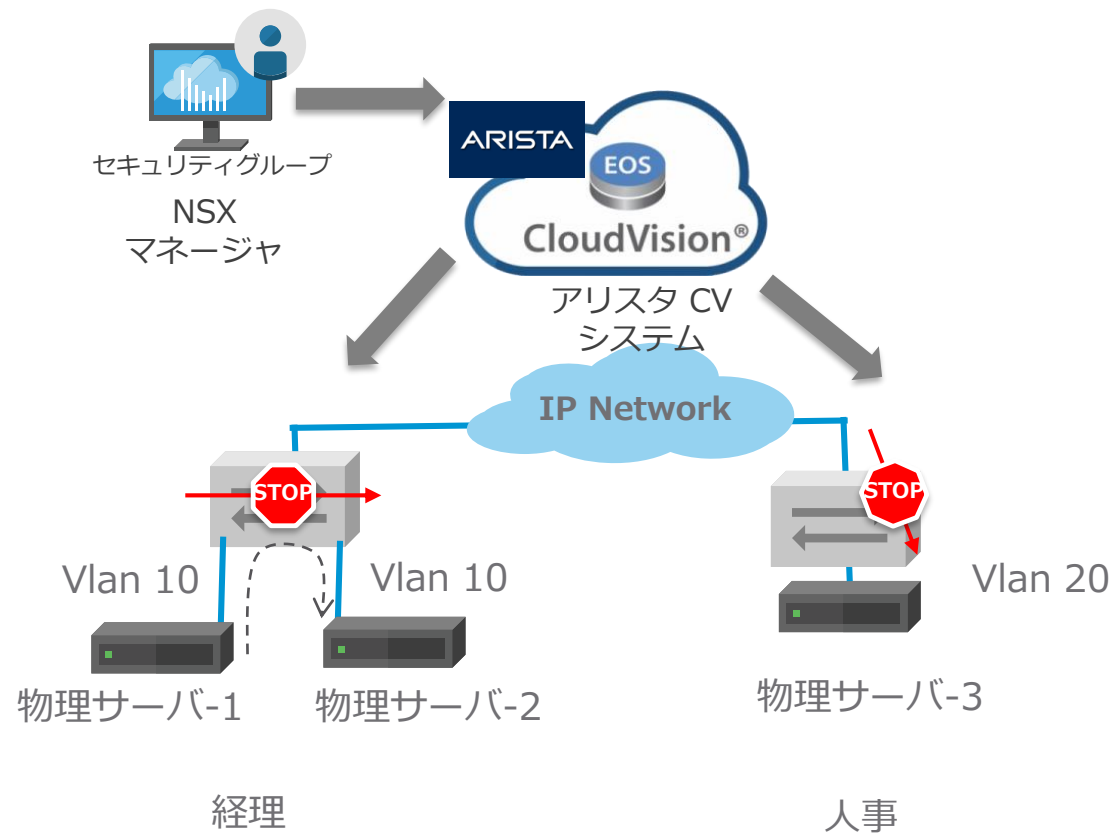 セキュリティグループ
NSX
マネージャ
ARISTA
EOS
CloudVision®
アリスタ CV
システム
IP Network
STOP
STOP
Vlan 10
Vlan 10
Vlan 20
物理サーバ-1
物理サーバ-2
物理サーバ-3
経理
人事